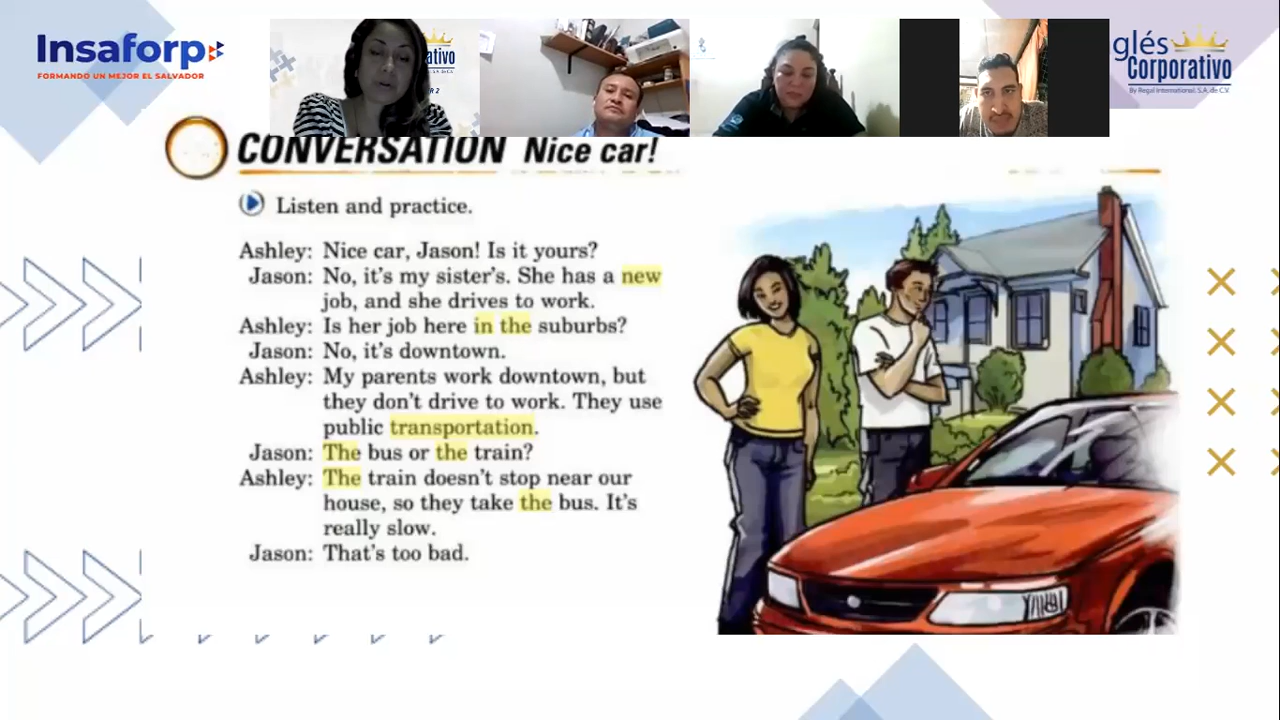 Insaforp
FORMANDO UN MEJOR EL SALVADOR
glés
Corporativo
By Regal International, S.A. de C.V.
CONVERSATION Nice car!
Listen and practice.
Ashley: Nice car, Jason! Is it yours?
Jason: No, it's my sister's. She has a new
job, and she drives to work.
Ashley: Is her job here in the suburbs?
Jason: No, it's downtown.
Ashley: My parents work downtown, but
they don't drive to work. They use
public transportation.
Jason: The bus or the train?
Ashley: The train doesn't stop near our
house, so they take the bus. It's
really slow.
Jason: That's too bad.